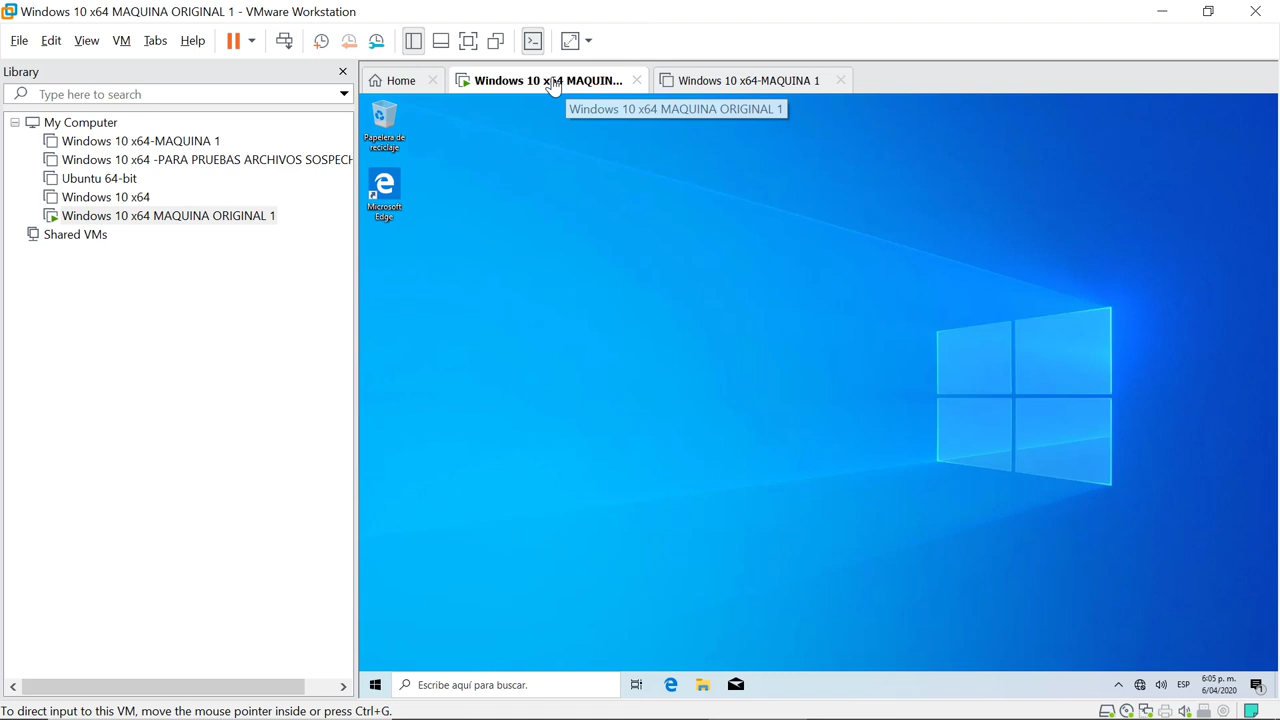 Windows 10 x64 MAQUINA ORIGINAL 1 - VMware Workstation
File Edit View VM Tabs Help
Library
Type here to search
My Computer
Windows 10 x64-MAQUINA 1
Windows 10 x64 -PARA PRUEBAS ARCHIVOS SOSPECH
Ubuntu 64-bit
Windows 10 x64
Windows 10 x64 MAQUINA ORIGINAL 1
Shared VMs
Home
Windows 10 x64 MAQUIN...
Windows 10 x64-MAQUINA 1
Windows 10 x64 MAQUINA ORIGINAL 1
Papelera de
reciclaje
Microsoft
Edge
Escribe aquí para buscar.
ESP
6:05 p. m.
6/04/2020
1
To direct input to this VM, move the mouse pointer inside or press Ctrl+G.